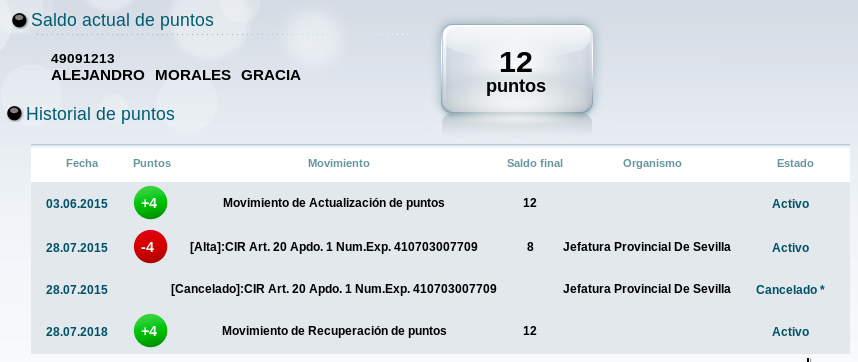 Saldo actual de puntos
49091213
ALEJANDRO MORALES GRACIA
12
puntos
Historial de puntos
Fecha Puntos Movimiento Saldo final Organismo Estado
03.06.2015 +4 Movimiento de Actualización de puntos 12 Activo
28.07.2015 -4 [Alta]:CIR Art. 20 Apdo. 1 Num.Exp. 410703007709 8 Jefatura Provincial De Sevilla Activo
28.07.2015 [Cancelado]:CIR Art. 20 Apdo. 1 Num.Exp. 410703007709 Jefatura Provincial De Sevilla Cancelado *
28.07.2018 +4 Movimiento de Recuperación de puntos 12 Activo